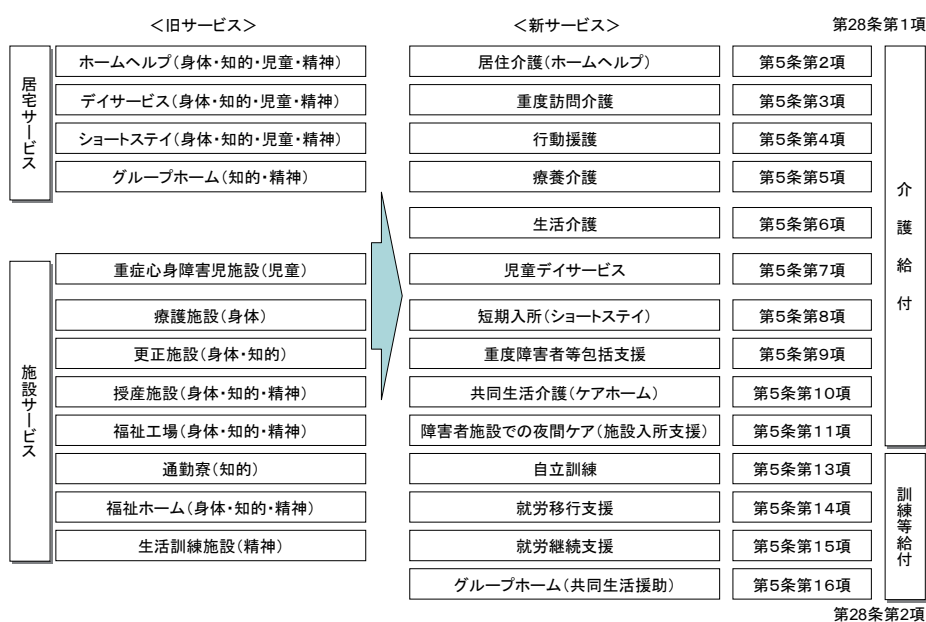 ＜旧サービス＞ ＜新サービス＞ 第28条第1項
居宅サービス
ホームヘルプ(身体・知的・児童・精神) 居住介護(ホームヘルプ) 第5条第2項
デイサービス(身体・知的・児童・精神) 重度訪問介護 第5条第3項
ショートステイ(身体・知的・児童・精神) 行動援護 第5条第4項
グループホーム(知的・精神) 療養介護 第5条第5項
生活介護 第5条第6項
介護給付
施設サービス
重症心身障害児施設(児童) 児童デイサービス 第5条第7項
療護施設(身体) 短期入所(ショートステイ) 第5条第8項
更正施設(身体・知的) 重度障害者等包括支援 第5条第9項
授産施設(身体・知的・精神) 共同生活介護(ケアホーム) 第5条第10項
福祉工場(身体・知的・精神) 障害者施設での夜間ケア(施設入所支援) 第5条第11項
通勤寮(知的) 自立訓練 第5条第13項
福祉ホーム(身体・知的・精神) 就労移行支援 第5条第14項
生活訓練施設(精神) 就労継続支援 第5条第15項
グループホーム(共同生活援助) 第5条第16項
訓練等給付
第28条第2項